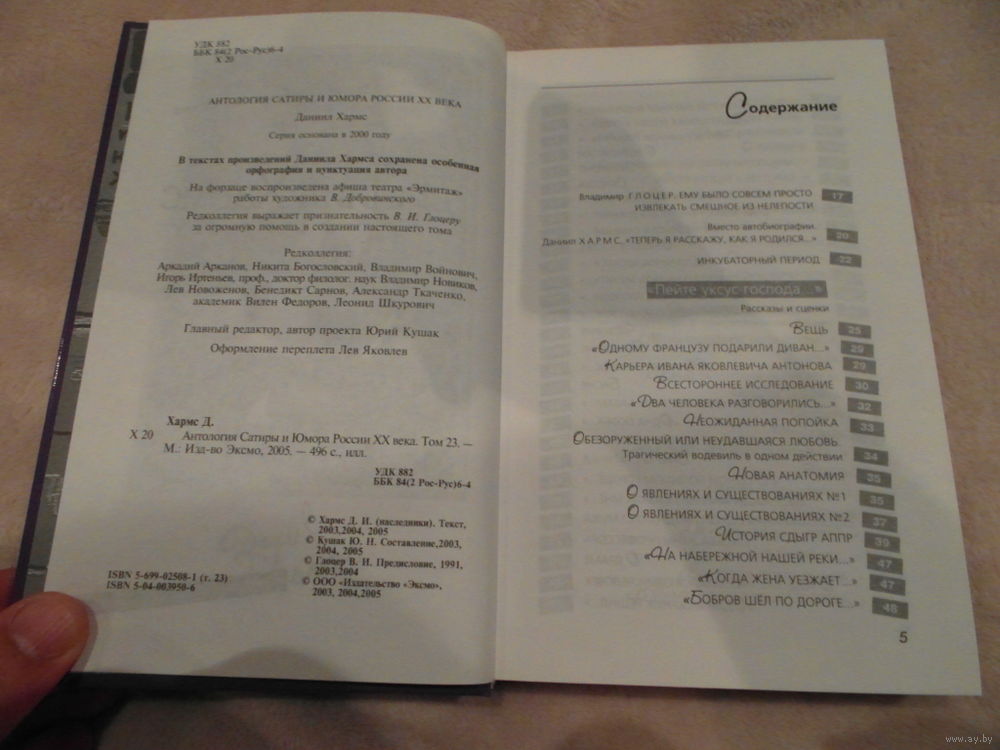 УДК 882
ББК 84(2 Рос-Рус)6-4
Х 20
АНТОЛОГИЯ САТИРЫ И ЮМОРА РОССИИ XX ВЕКА
Даниил Хармс
Серия основана в 2000 году
В текстах произведений Даниила Хармса сохранена особенная
орфография и пунктуация автора
На форзаце воспроизведена афиша театра «Эрмитаж»
работы художника В. Добровинского
Редколлегия выражает признательность В. И. Глоцеру
за огромную помощь в создании настоящего тома
Редколлегия:
Аркадий Арканов, Никита Богословский, Владимир Войнович,
Игорь Иртеньев, проф., доктор филолог. наук Владимир Новиков,
Лев Новоженов, Бенедикт Сарнов, Александр Ткаченко,
академик Вилен Федоров, Леонид Шкурович
Главный редактор, автор проекта Юрий Кушак
Оформление переплета Лев Яковлев
Хармс Д.
Х 20 Антология Сатиры и Юмора России XX века. Том 23. —
М.: Изд-во Эксмо, 2005. — 496 с., илл.
УДК 882
ББК 84(2 Рос-Рус)6-4
© Хармс Д. И. (наследники). Текст,
2003,2004, 2005
© Кушак Ю. Н. Составление,2003,
2004, 2005
© Глоцер В. И. Предисловие, 1991,
2003,2004
© ООО «Издательство «Эксмо»,
2003, 2004,2005
ISBN 5-699-02508-1 (т. 23)
ISBN 5-04-003950-6
Содержание
Владимир ГЛОЦЕР. ЕМУ БЫЛО СОВСЕМ ПРОСТО 17
ИЗВЛЕКАТЬ СМЕШНОЕ ИЗ НЕЛЕПОСТИ
Вместо автобиографии.
Даниил ХАРМС. «ТЕПЕРЬ Я РАССКАЖУ, КАК Я РОДИЛСЯ...» 20
ИНКУБАТОРНЫЙ ПЕРИОД 22
«Пейте уксус господа...»
Рассказы и сценки
ВЕЩЬ 25
«ОДНОМУ ФРАНЦУЗУ ПОДАРИЛИ ДИВАН...» 29
КАРЬЕРА ИВАНА ЯКОВЛЕВИЧА АНТОНОВА 29
ВСЕСТОРОННЕЕ ИССЛЕДОВАНИЕ 30
«ДВА ЧЕЛОВЕКА РАЗГОВОРИЛИСЬ...» 32
НЕОЖИДАННАЯ ПОПОЙКА 33
ОБЕЗОРУЖЕННЫЙ ИЛИ НЕУДАВШАЯСЯ ЛЮБОВЬ.
Трагический водевиль в одном действии 34
НОВАЯ АНАТОМИЯ 35
О ЯВЛЕНИЯХ И СУЩЕСТВОВАНИЯХ №1 35
О ЯВЛЕНИЯХ И СУЩЕСТВОВАНИЯХ №2 37
ИСТОРИЯ СДЫГР АППР 39
«НА НАБЕРЕЖНОЙ НАШЕЙ РЕКИ...» 47
«КОГДА ЖЕНА УЕЗЖАЕТ...» 47
«БОБРОВ ШЁЛ ПО ДОРОГЕ...» 48
5
www.ay.by